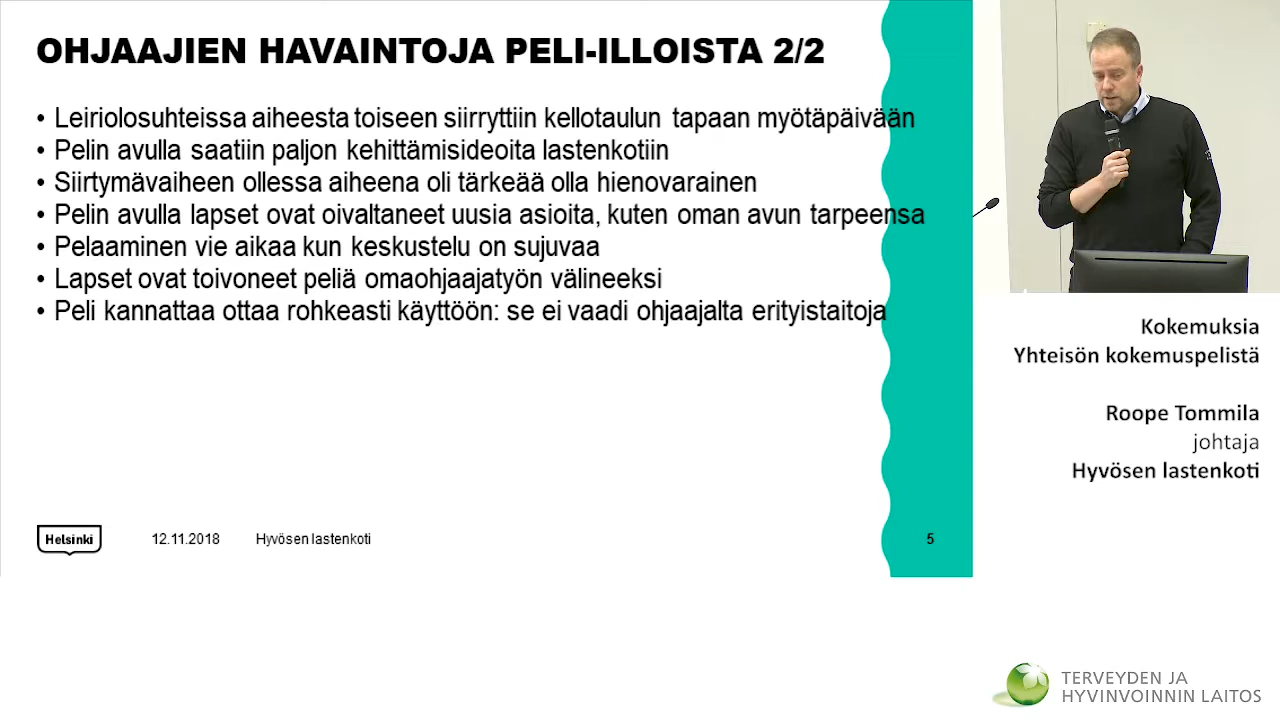 OHJAAJIEN HAVAINTOJA PELI-ILLOISTA 2/2
• Leiriolosuhteissa aiheesta toiseen siirryttiin kellotaulun tapaan myötäpäivään
• Pelin avulla saatiin paljon kehittämisideoita lastenkotiin
• Siirtymävaiheen ollessa aiheena oli tärkeää olla hienovarainen
• Pelin avulla lapset ovat oivaltaneet uusia asioita, kuten oman avun tarpeensa
• Pelaaminen vie aikaa kun keskustelu on sujuvaa
• Lapset ovat toivoneet peliä omaohjaajatyön välineeksi
• Peli kannattaa ottaa rohkeasti käyttöön: se ei vaadi ohjaajalta erityistaitoja
Helsinki 12.11.2018 Hyvösen lastenkoti 5
Kokemuksia
Yhteisön kokemuspelistä
Roope Tommila
johtaja
Hyvösen lastenkoti
TERVEYDEN JA
HYVINVOINNIN LAITOS